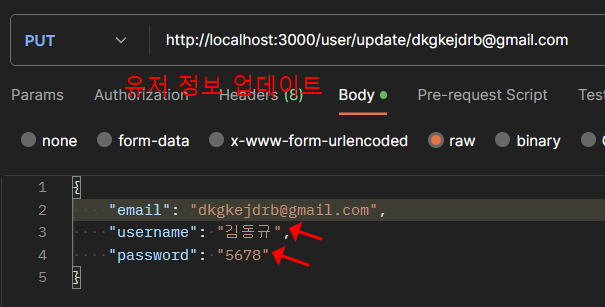 PUT http://localhost:3000/user/update/dkgkejdrb@gmail.com
유저 정보 업데이트
Params Authorization Headers (8) Body Pre-request Script
none form-data x-www-form-urlencoded raw binary
1 {
2 "email": "dkgkejdrb@gmail.com",
3 "username": "김동규",
4 "password": "5678"
5 }